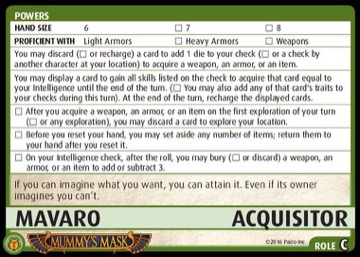 POWERS
HAND SIZE 6 ☐ 7 ☐ 8
PROFICIENT WITH Light Armors ☐ Heavy Armors ☐ Weapons
You may discard (☐ or recharge) a card to add 1 die to your check (☐ or a check by
another character at your location) to acquire a weapon, an armor, or an item.
You may display a card to gain all skills listed on the check to acquire that card equal to
your Intelligence until the end of the turn. (☐ You may also add any of that card's traits to
your checks during this turn). At the end of turn, recharge the displayed cards.
☐ After you acquire a weapon, an armor, or an item on the first exploration of your turn
(☐ or any exploration), you may discard a card to explore your location.
☐ Before you reset your hand, you may set aside any number of items; return them to
your hand after you reset it.
☐ On your Intelligence check, after the roll, you may bury (☐ or discard) a weapon, an
armor, or an item to add or subtract 3.
If you can imagine what you want, you can attain it. Even if its owner
imagines you can't.
MAVARO ACQUISITOR
MUMMY'S MASK
©2016 Paizo Inc. ROLE C